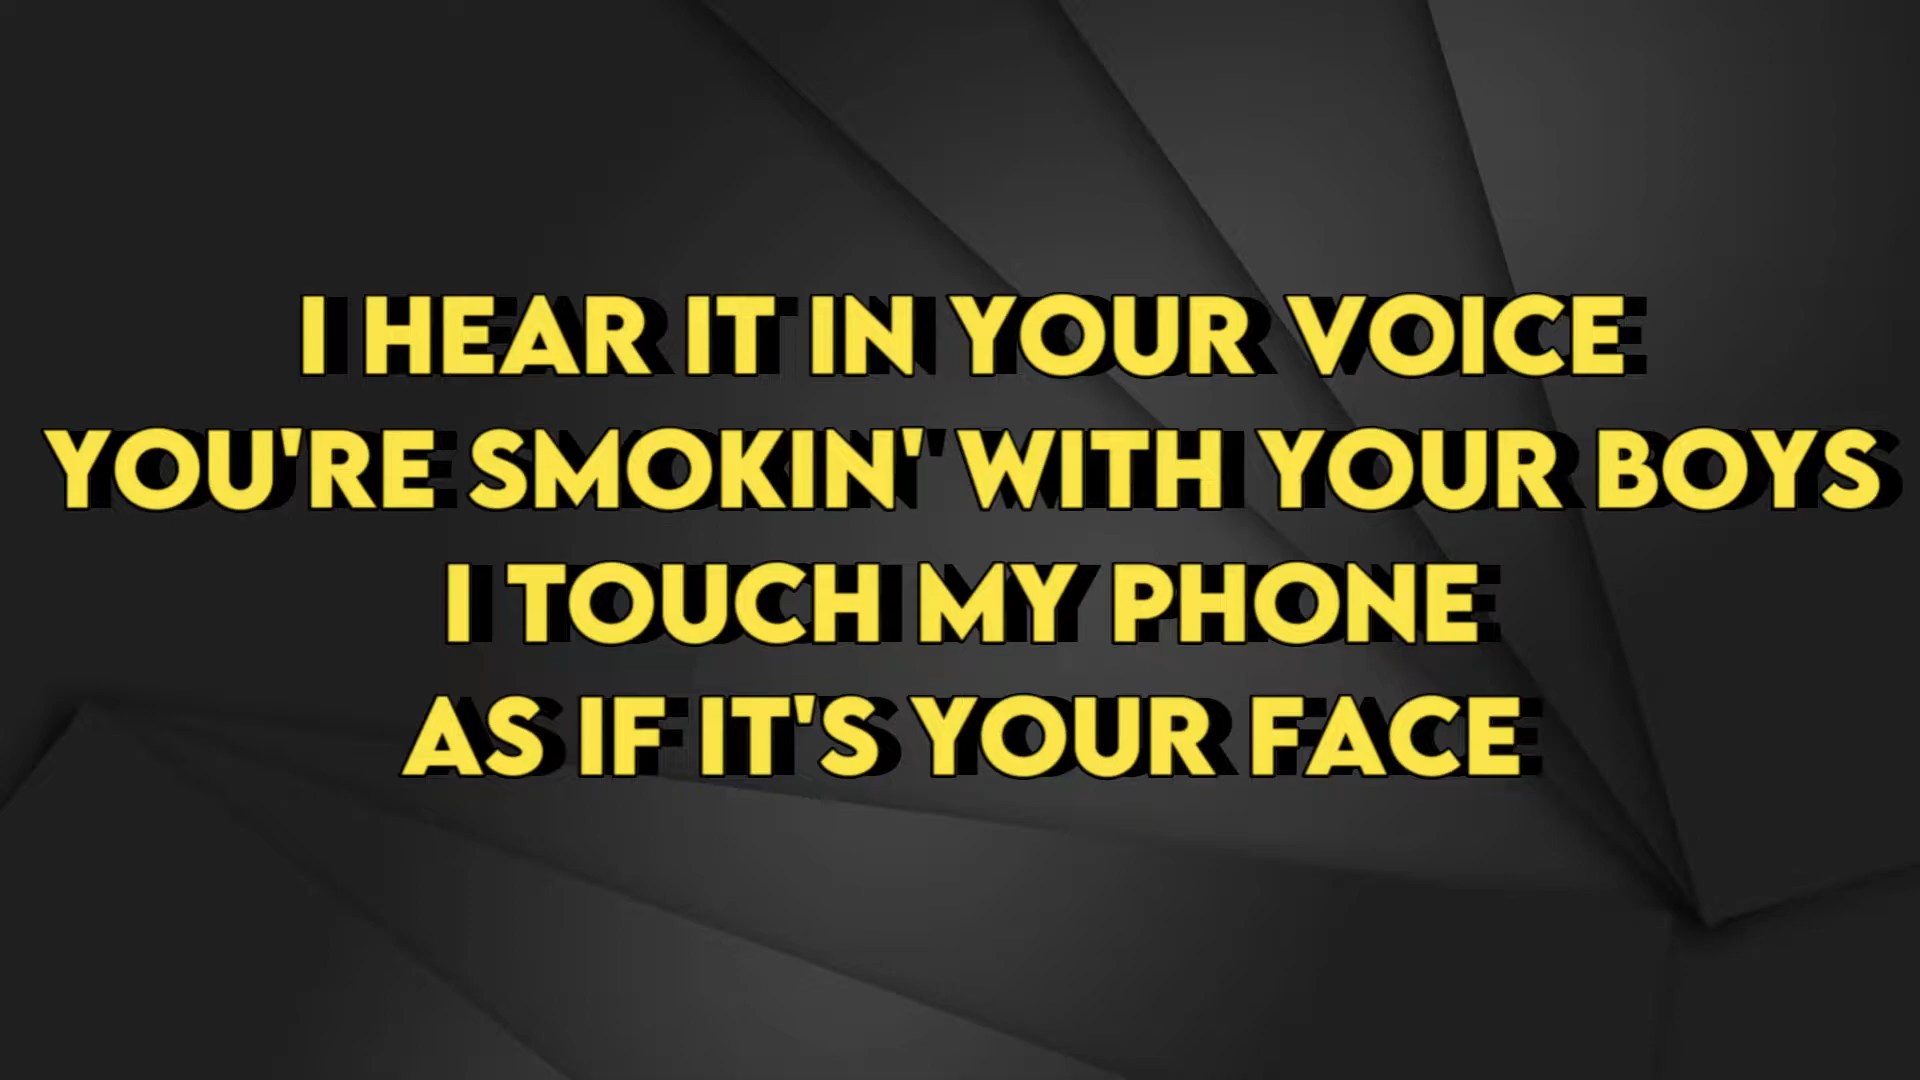 I HEAR IT IN YOUR VOICE
YOU'RE SMOKIN' WITH YOUR BOYS
I TOUCH MY PHONE
AS IF IT'S YOUR FACE